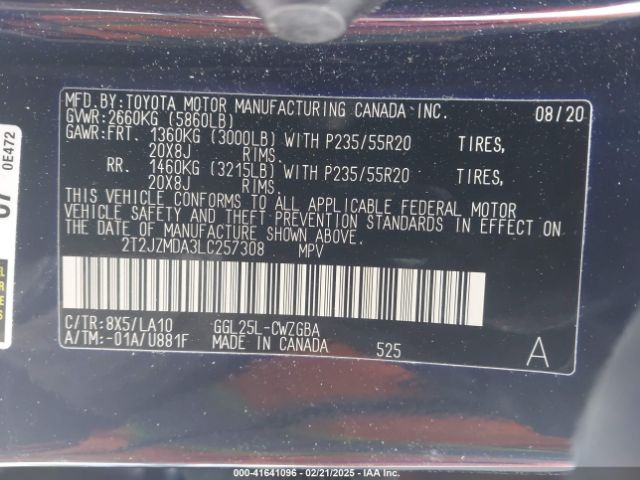 MFD.BY:TOYOTA MOTOR MANUFACTURING CANADA INC. 08/20
GVWR:2660KG (5860LB)
GAWR:FRT. 1360KG (3000LB) WITH P235/55R20 TIRES,
20X8J RIMS.
RR. 1460KG (3215LB) WITH P235/55R20 TIRES,
20X8J RIMS.
THIS VEHICLE CONFORMS TO ALL APPLICABLE FEDERAL MOTOR
VEHICLE SAFETY AND THEFT PREVENTION STANDARDS IN EFFECT ON
THE DATE OF MANUFACTURE SHOWN ABOVE.
2T2JZMDA3LC257308 MPV
C/TR:8X5/LA10 GGL25L-CWZGBA
A/TM:-01A/U881F MADE IN CANADA 525 A
0E472
000-41641096 - 02/21/2025 - IAA Inc.